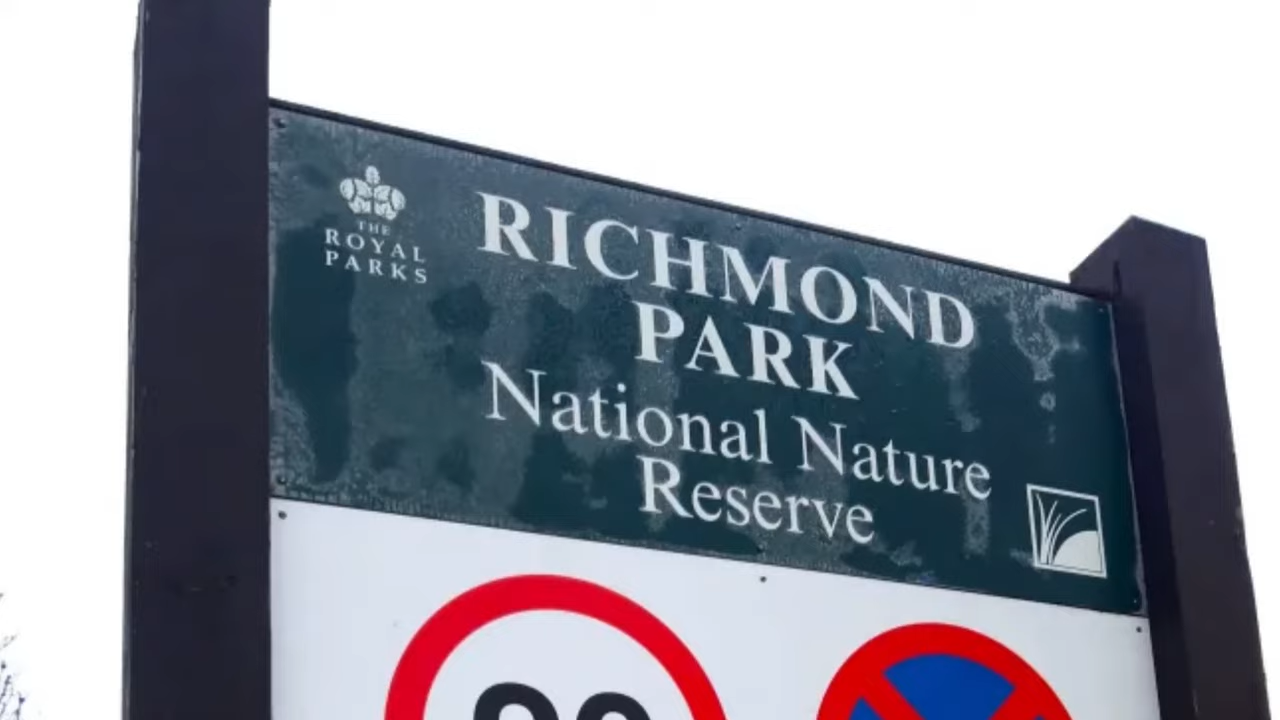 THE
ROYAL
PARKS
RICHMOND
PARK
National Nature
Reserve